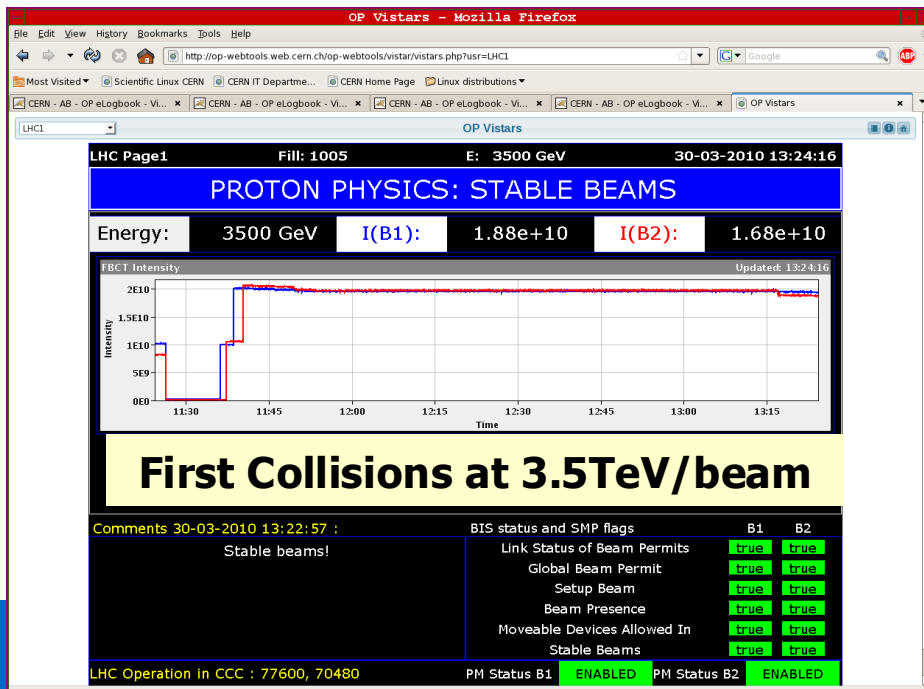 OP Vistars - Mozilla Firefox
File Edit View History Bookmarks Tools Help
http://op-webtools.web.cern.ch/op-webtools/vistar/vistars.php?usr=LHC1 Google ABP
Most Visited Scientific Linux CERN CERN IT Departme... CERN Home Page Linux distributions
CERN - AB - OP eLogbook - Vi... CERN - AB - OP eLogbook - Vi... CERN - AB - OP eLogbook - Vi... CERN - AB - OP eLogbook - Vi... OP Vistars
LHC1 OP Vistars
LHC Page1 Fill: 1005 E: 3500 GeV 30-03-2010 13:24:16
PROTON PHYSICS: STABLE BEAMS
Energy: 3500 GeV I(B1): 1.88e+10 I(B2): 1.68e+10
FBCT Intensity Updated: 13:24:16
2E10
1.5E10
1E10
5E9
0E0
Intensity
11:30 11:45 12:00 12:15 12:30 12:45 13:00 13:15
Time
First Collisions at 3.5TeV/beam
Comments 30-03-2010 13:22:57 :
Stable beams!
BIS status and SMP flags B1 B2
Link Status of Beam Permits true true
Global Beam Permit true true
Setup Beam true true
Beam Presence true true
Moveable Devices Allowed In true true
Stable Beams true true
LHC Operation in CCC : 77600, 70480 PM Status B1 ENABLED PM Status B2 ENABLED